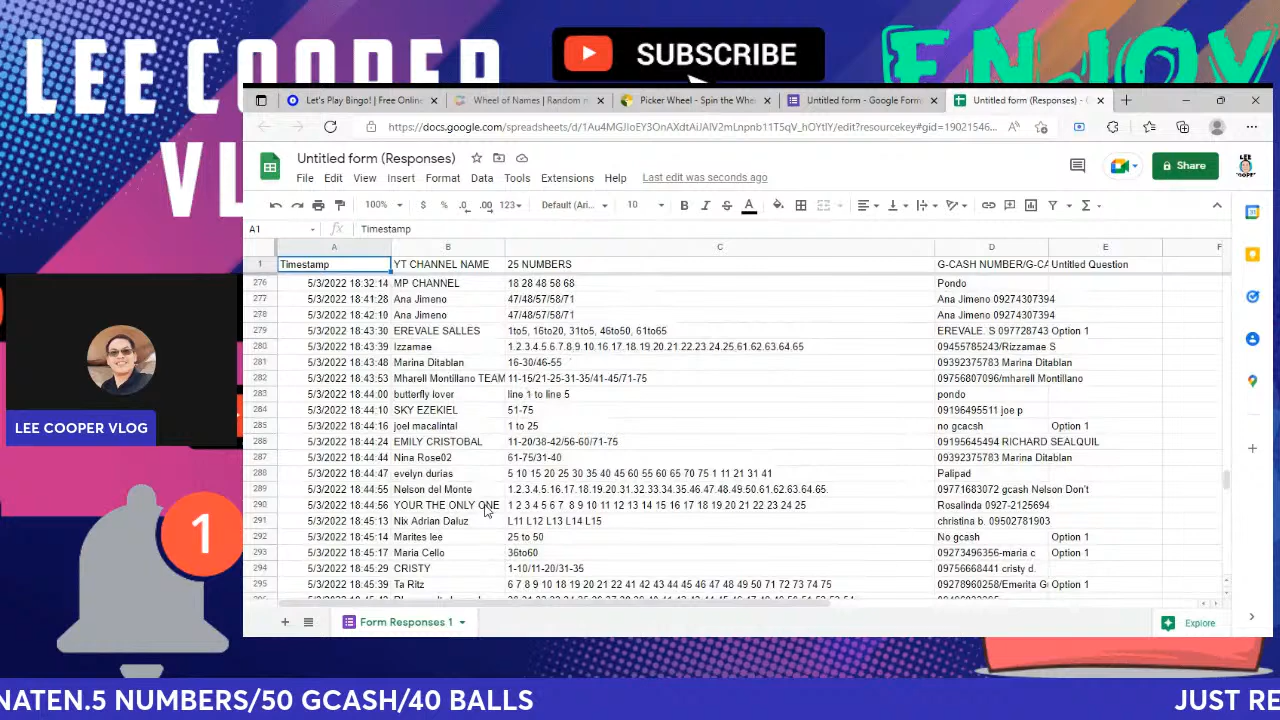 LEE COOPER
VL
SUBSCRIBE
ENJOY
Let's Play Bingo! | Free Online
Wheel of Names | Random n
Picker Wheel - Spin the Whe
Untitled form - Google Form
Untitled form (Responses) - G
Untitled form (Responses)
File Edit View Insert Format Tools Extensions Help Last edit was seconds ago
Share
100% $ % .0 .00 123 Default (Ari... 10 B I S A
A1 fx Timestamp
A B C D E F
1 Timestamp YT CHANNEL NAME 25 NUMBERS G-CASH NUMBER/G-CA Untitled Question
276 5/3/2022 18:32:14 MP CHANNEL 18 28 48 58 68 Pondo
277 5/3/2022 18:41:28 Ana Jimeno 47/48/57/58/71 Ana Jimeno 09274307394
278 5/3/2022 18:42:10 Ana Jimeno 47/48/57/58/71 Ana Jimeno 09274307394
279 5/3/2022 18:43:30 EREVALE SALLES 1to5, 16to20, 31to5, 46to50, 61to65 EREVALE. S 097728743 Option 1
280 5/3/2022 18:43:39 Izzamae 1 2 3.4.5 6.7.8.9.10.16.17.18.19 20.21.22.23 24.25,61.62.63.64.65 09455785243/Rizzamae S
281 5/3/2022 18:43:48 Marina Ditablan 16-30/46-55 09392375783 Marina Ditablan
282 5/3/2022 18:43:53 Mharell Montillano TEAM 11-15/21-25-31-35/41-45/71-75 09756807096/mharell Montillano
283 5/3/2022 18:44:00 butterfly lover line 1 to line 5 pondo
284 5/3/2022 18:44:10 SKY EZEKIEL 51-75 09196495511 joe p
285 5/3/2022 18:44:16 joel macalintal 1 to 25 no gcacsh Option 1
286 5/3/2022 18:44:24 EMILY CRISTOBAL 11-20/38-42/56-60/71-75 09195645494 RICHARD SEALQUIL
287 5/3/2022 18:44:44 Nina Rose02 61-75/31-40 09392375783 Marina Ditablan
288 5/3/2022 18:44:47 evelyn durias 5 10 15 20 25 30 35 40 45 60 55 60 65 70 75 1 11 21 31 41 Palipad
289 5/3/2022 18:44:55 Nelson del Monte 1.2.3.4.5.16.17.18.19.20.31.32.33.34.35.46.47.48.49.50.61.62.63.64.65. 09771683072 gcash Nelson Don't
290 5/3/2022 18:44:56 YOUR THE ONLY ONE 1 2 3 4 5 6 7 8 9 10 11 12 13 14 15 16 17 18 19 20 21 22 23 24 25 Rosalinda 0927-2125694
291 5/3/2022 18:45:13 Nix Adrian Daluz L11 L12 L13 L14 L15 christina b. 09502781903
292 5/3/2022 18:45:14 Marites lee 25 to 50 No gcash Option 1
293 5/3/2022 18:45:17 Maria Cello 36to60 09273496356-maria c Option 1
294 5/3/2022 18:45:29 CRISTY 1-10/11-20/31-35 09756668441 cristy d.
295 5/3/2022 18:45:39 Ta Ritz 6 7 8 9 10 18 19 20 21 22 41 42 43 44 45 46 47 48 49 50 71 72 73 74 75 09278960258/Emerita G Option 1
Form Responses 1
Explore
LEE COOPER VLOG
1
NATEN.5 NUMBERS/50 GCASH/40 BALLS
JUST RE